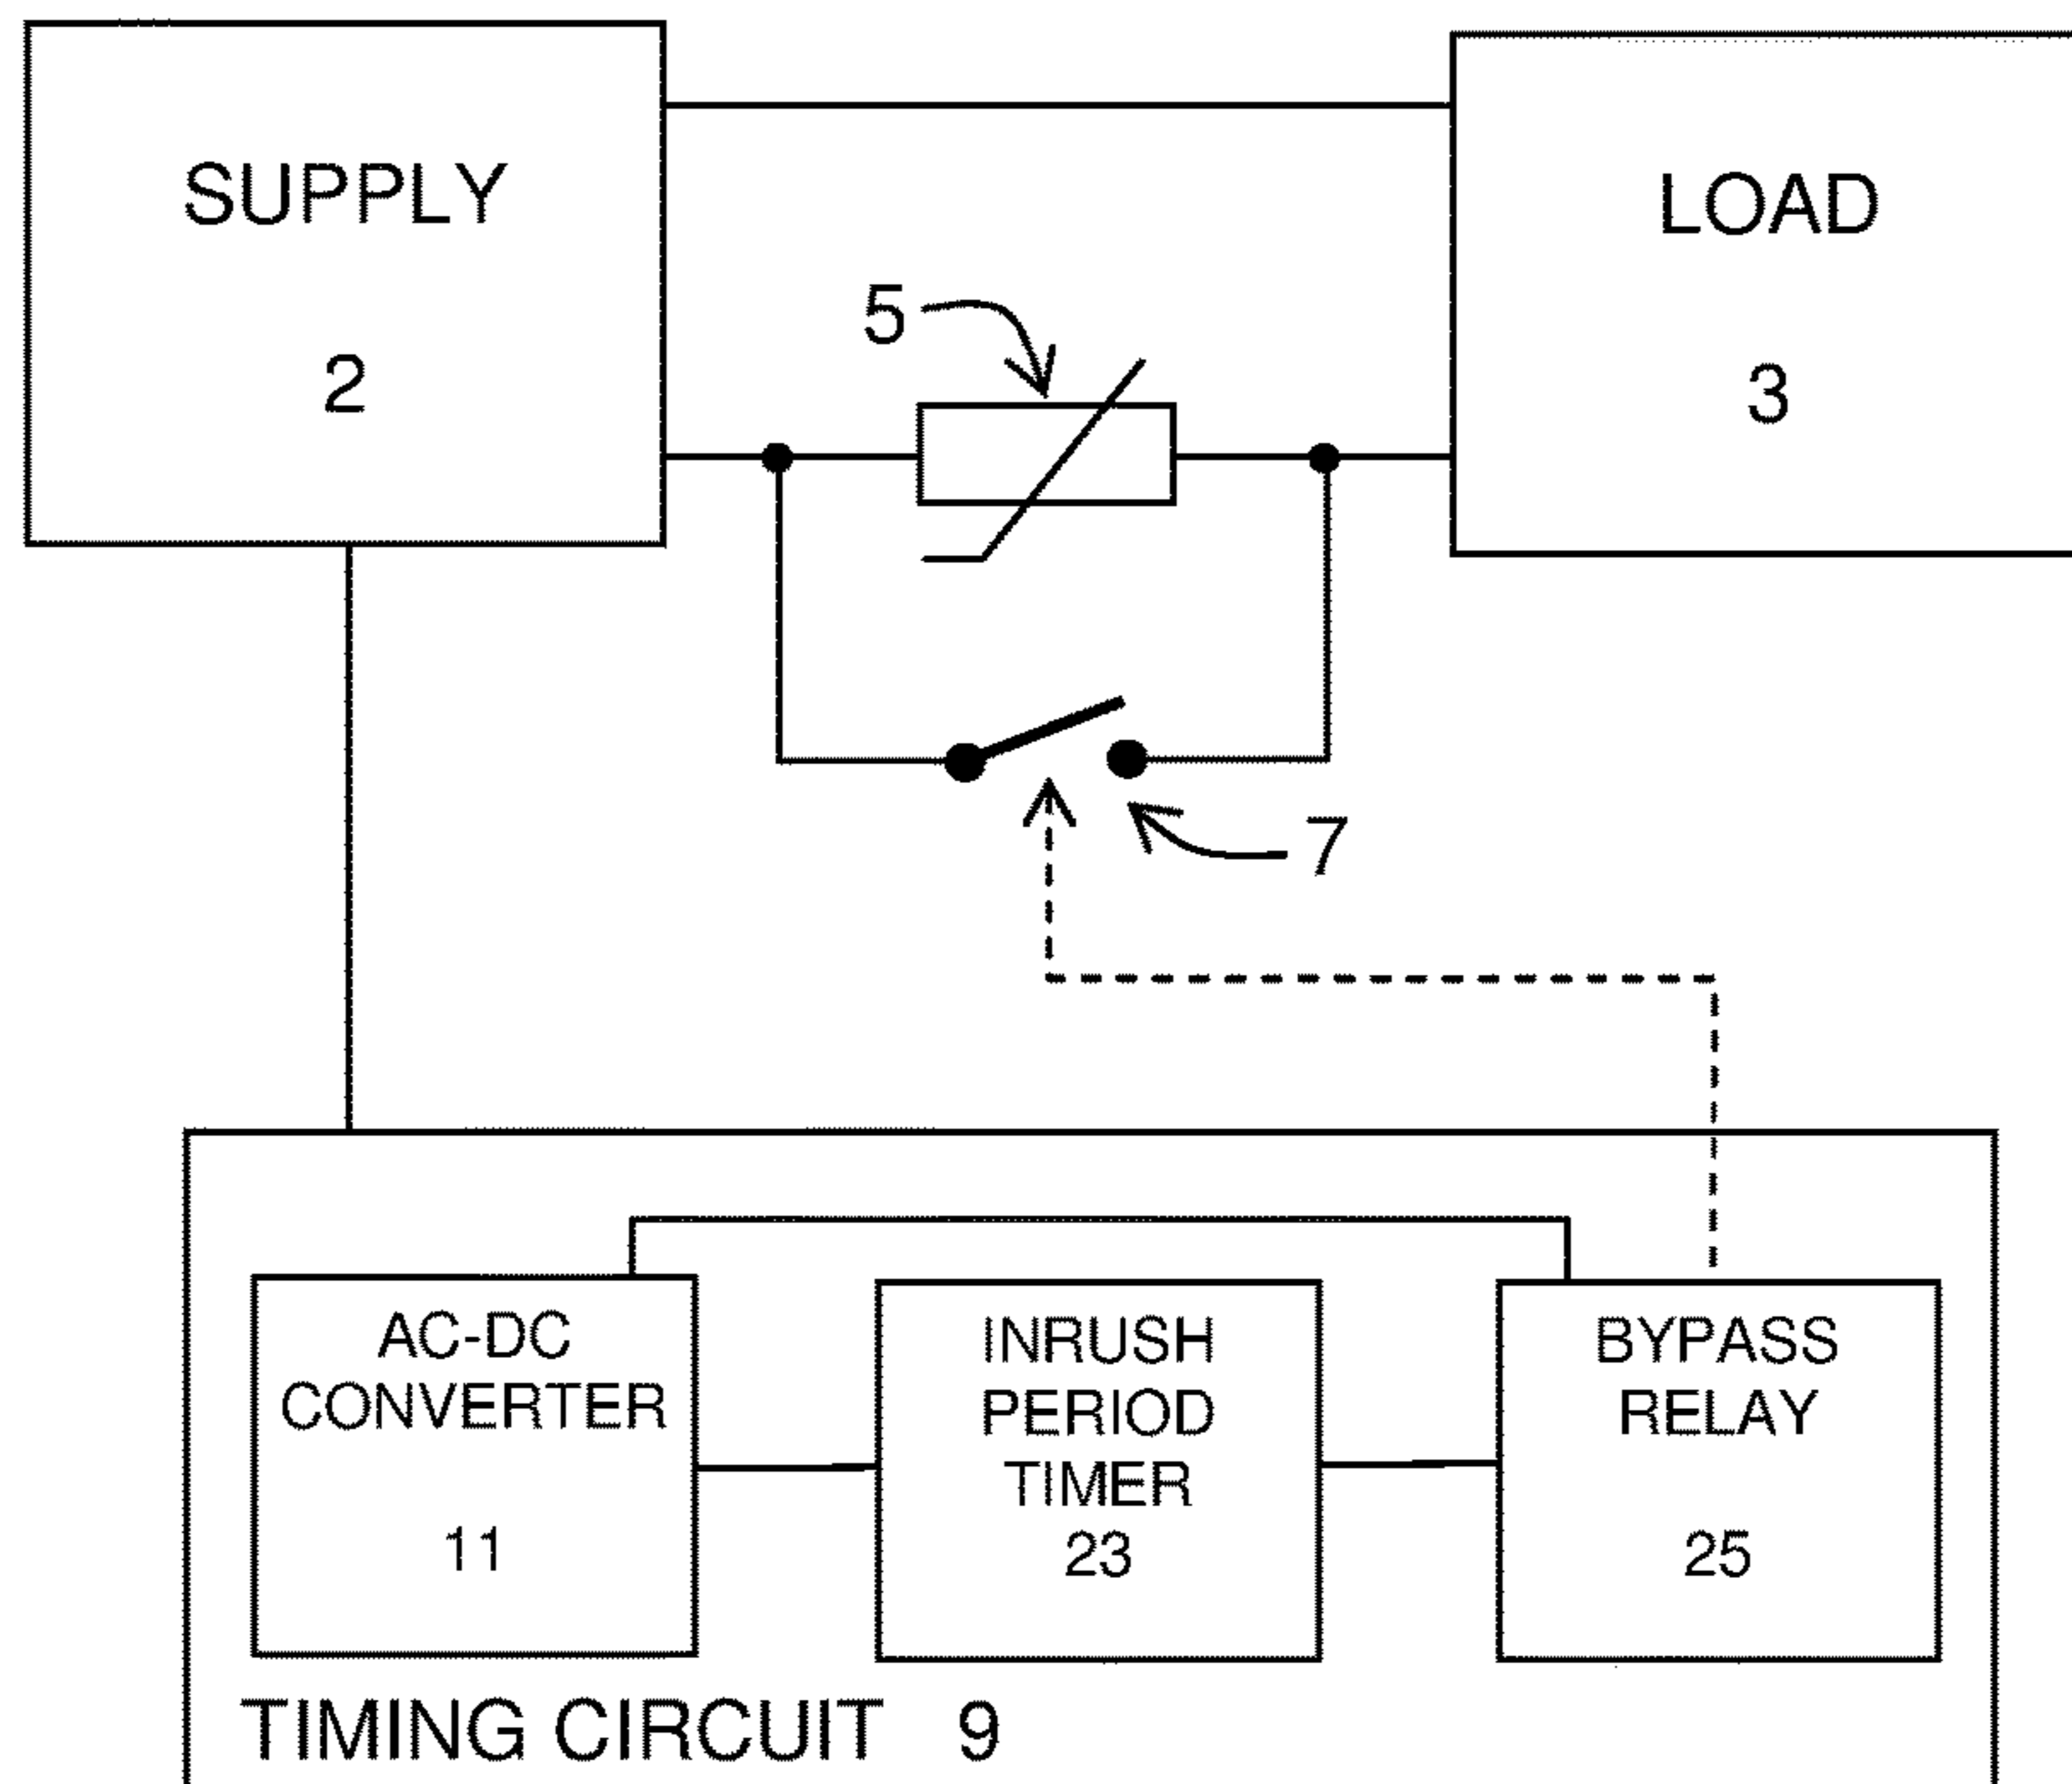 SUPPLY
2
LOAD
3
5
7
AC-DC
CONVERTER
11
INRUSH
PERIOD
TIMER
23
BYPASS
RELAY
25
TIMING CIRCUIT 9